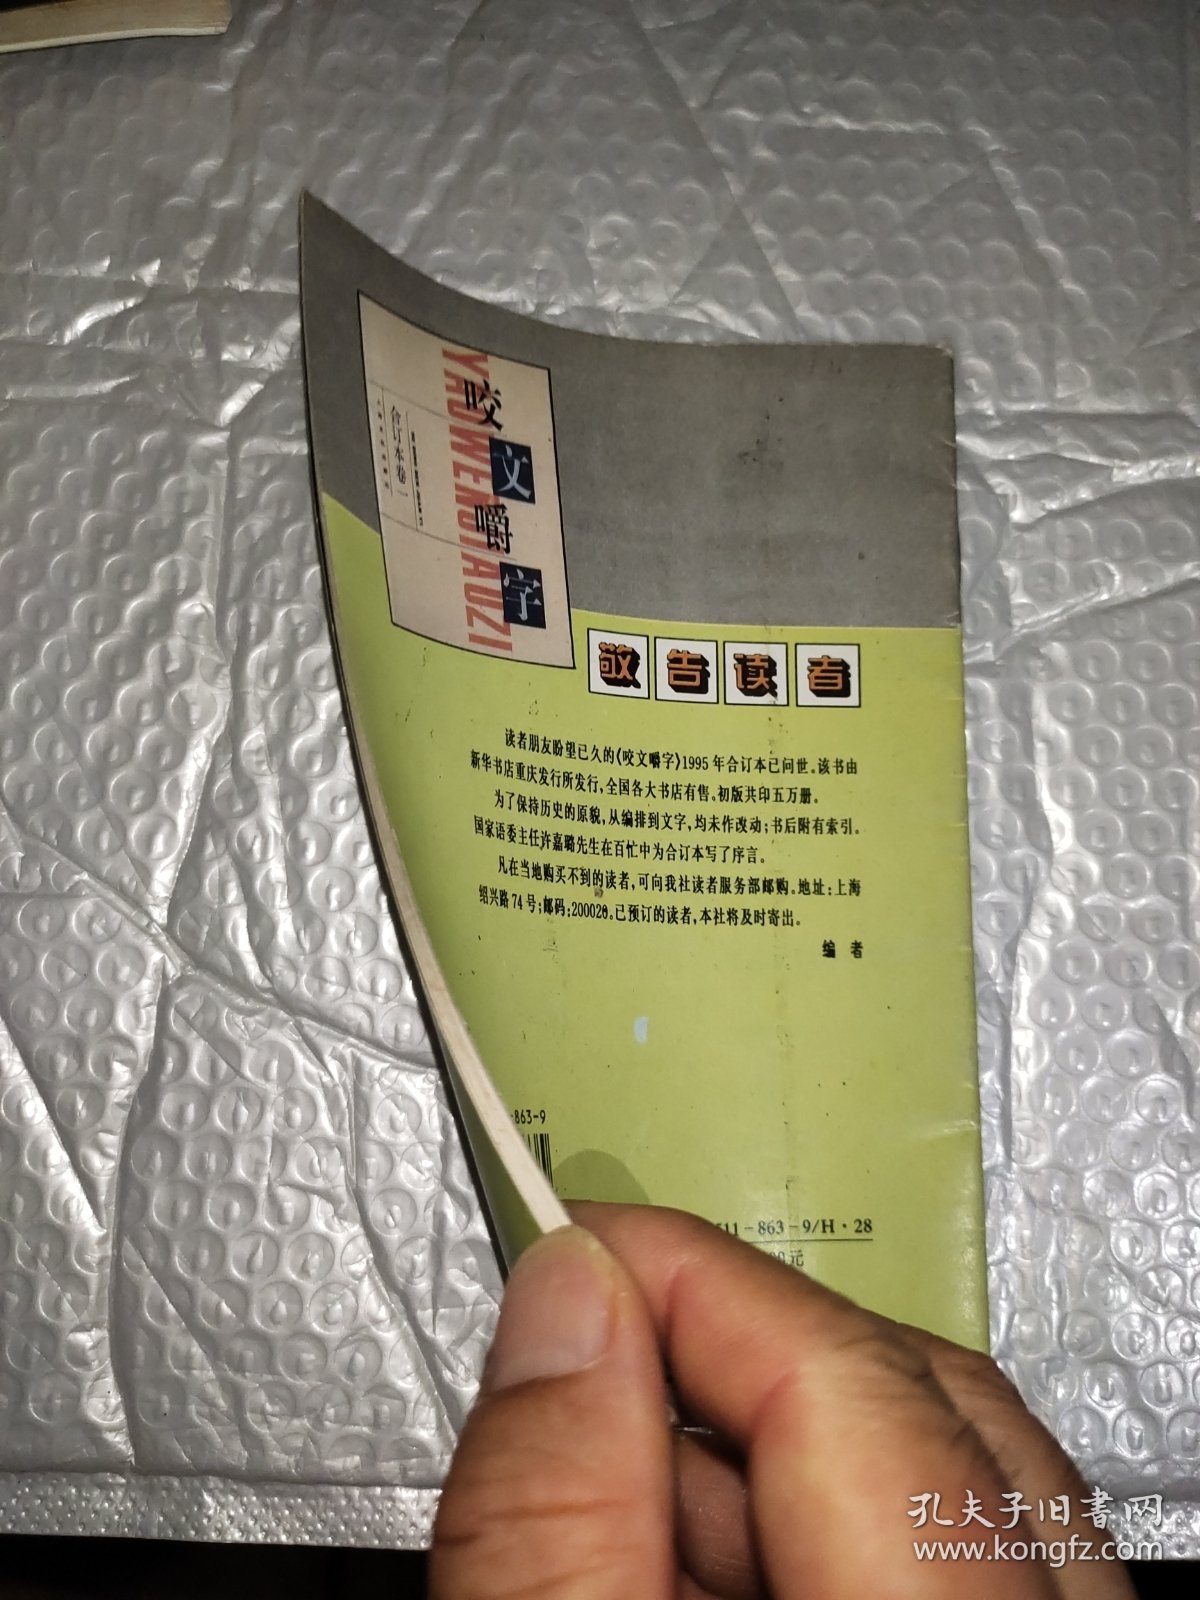 YAOWENJIAOZI
咬文嚼字
合订本卷一
敬告读者
读者朋友盼望已久的《咬文嚼字》1995年合订本已问世。该书由
新华书店重庆发行所发行,全国各大书店有售。初版共印五万册。
为了保持历史的原貌,从编排到文字,均未作改动;书后附有索引。
国家语委主任许嘉璐先生在百忙中为合订本写了序言。
凡在当地购买不到的读者,可向我社读者服务部邮购。地址:上海
绍兴路74号;邮码:200020。已预订的读者,本社将及时寄出。
编 者
-863-9
511-863-9/H·28
00元
孔夫子旧书网
www.kongfz.com